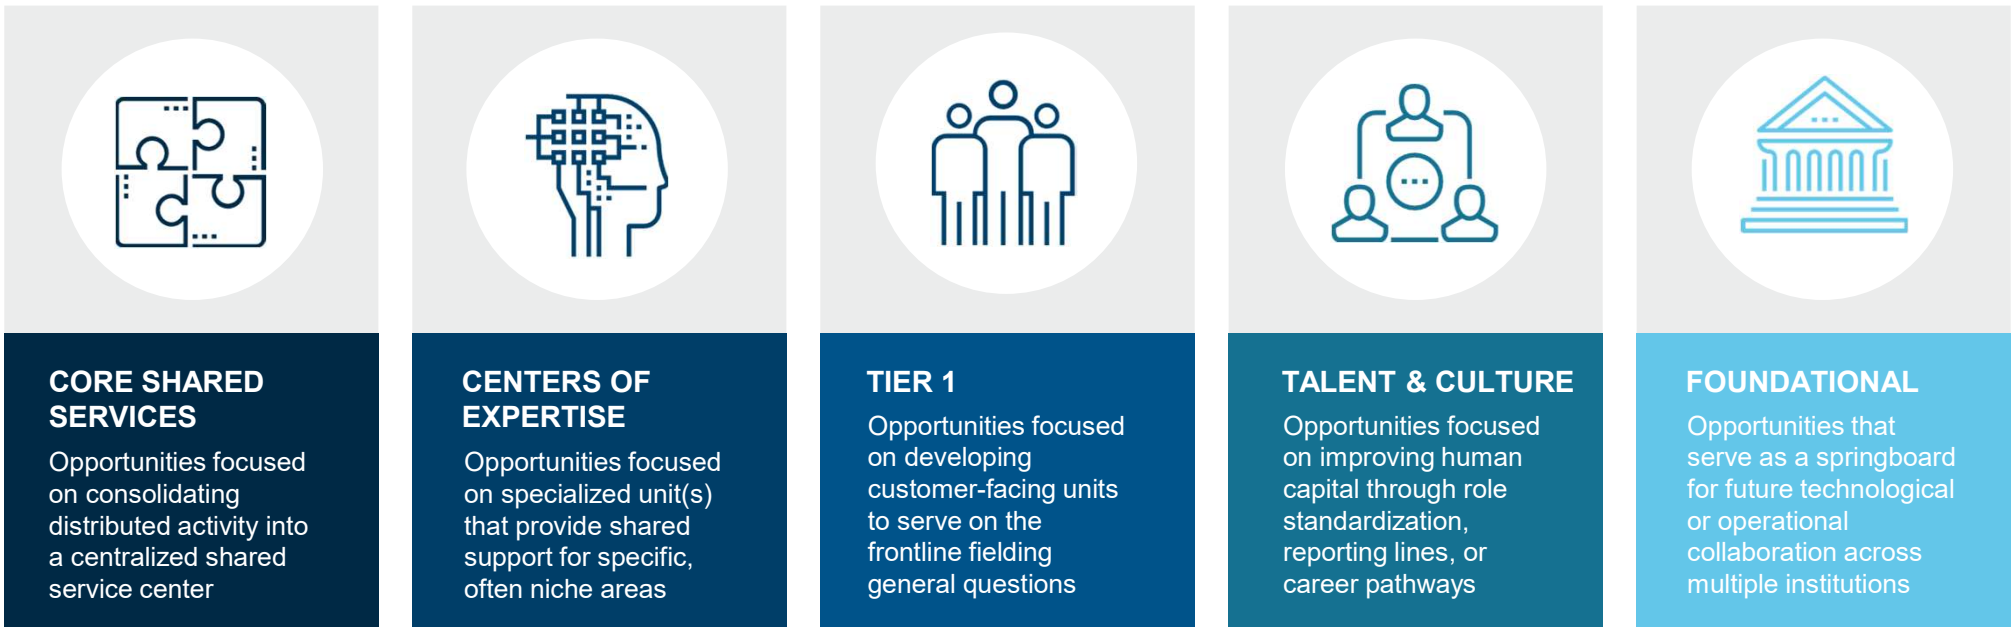 CORE SHARED
SERVICES
Opportunities focused
on consolidating
distributed activity into
a centralized shared
service center
CENTERS OF
EXPERTISE
Opportunities focused
on specialized unit(s)
that provide shared
support for specific,
often niche areas
TIER 1
Opportunities focused
on developing
customer-facing units
to serve on the
frontline fielding
general questions
TALENT & CULTURE
Opportunities focused
on improving human
capital through role
standardization,
reporting lines, or
career pathways
FOUNDATIONAL
Opportunities that
serve as a springboard
for future technological
or operational
collaboration across
multiple institutions